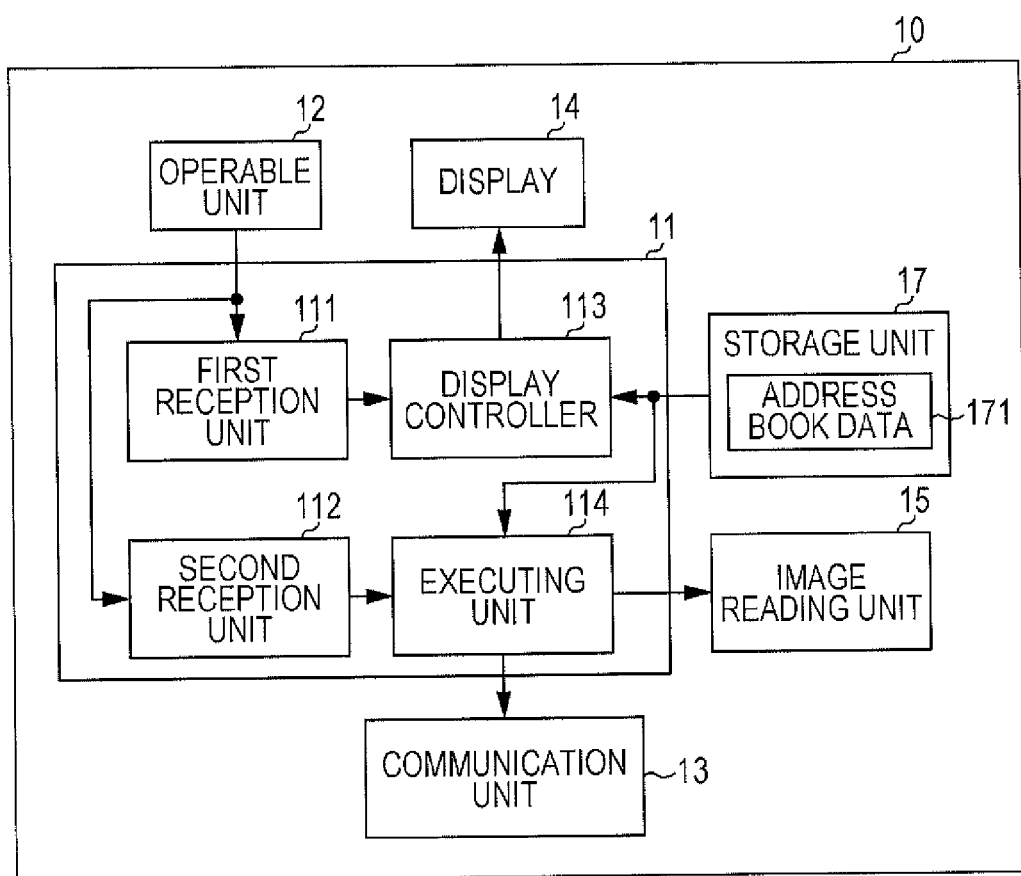 10
12
OPERABLE
UNIT
14
DISPLAY
11
111
FIRST
RECEPTION
UNIT
113
DISPLAY
CONTROLLER
17
STORAGE UNIT
ADDRESS
BOOK DATA
171
112
SECOND
RECEPTION
UNIT
114
EXECUTING
UNIT
15
IMAGE
READING UNIT
COMMUNICATION
UNIT
13